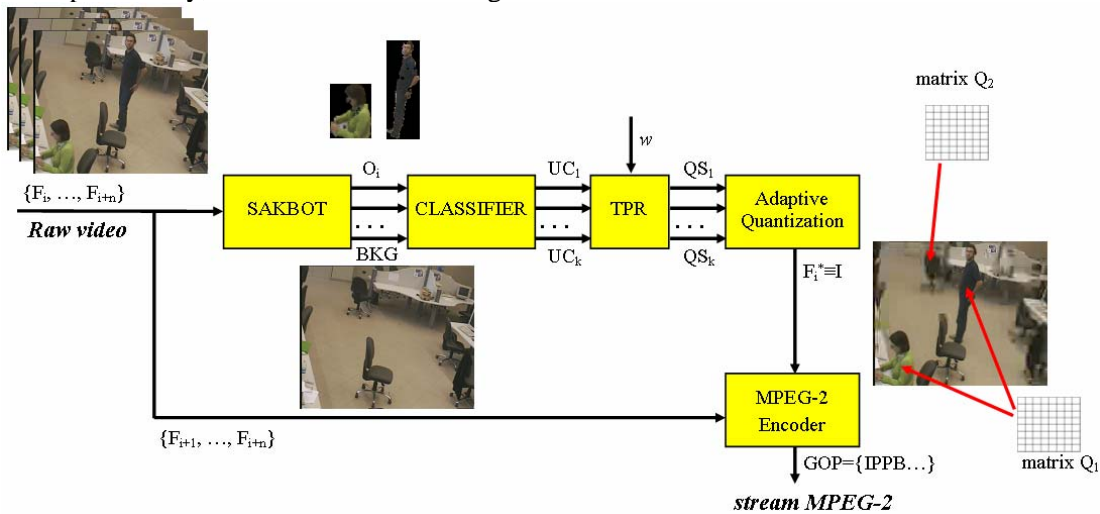 matrix Q2
w
{Fi, …, Fi+n}
Raw video
Oi
UC1
QS1
SAKBOT
CLASSIFIER
TPR
Adaptive
Quantization
. . .
. . .
. . .
BKG
UCk
QSk
Fi*≡I
MPEG-2
Encoder
{Fi+1, …, Fi+n}
GOP={IPPB…}
matrix Q1
stream MPEG-2